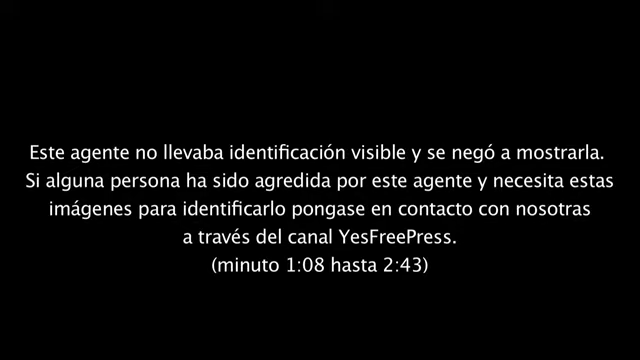 Este agente no llevaba identificación visible y se negó a mostrarla.
Si alguna persona ha sido agredida por este agente y necesita estas
imágenes para identificarlo pongase en contacto con nosotras
a través del canal YesFreePress.
(minuto 1:08 hasta 2:43)